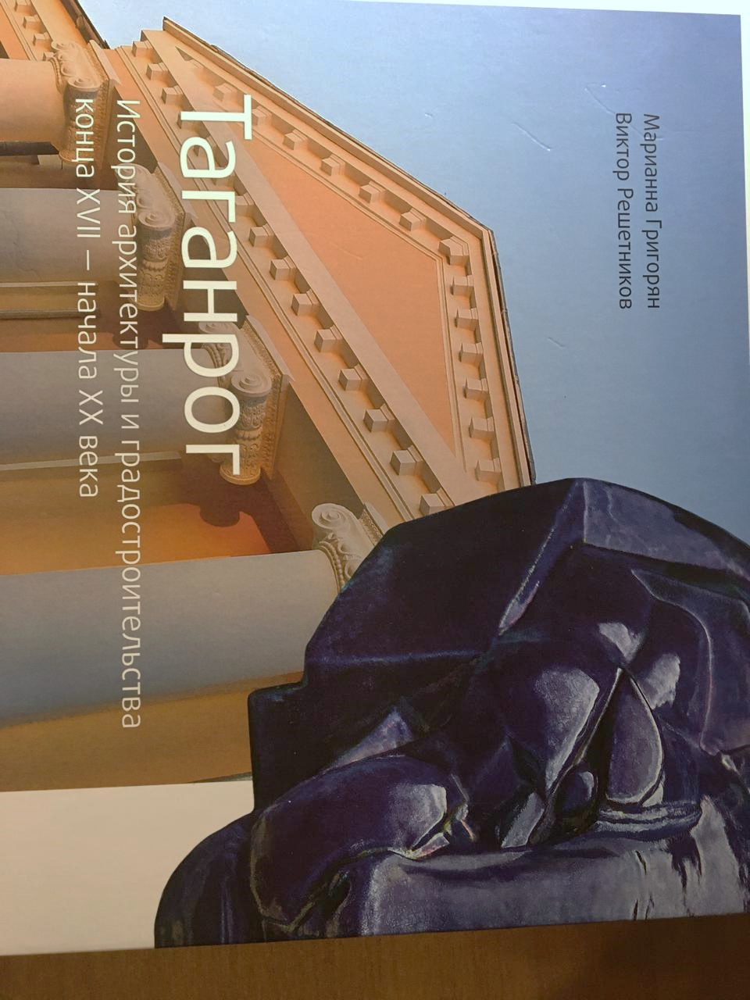 Марианна Григорян
Виктор Решетников
Таганрог
История архитектуры и градостроительства
конца XVII – начала XX века